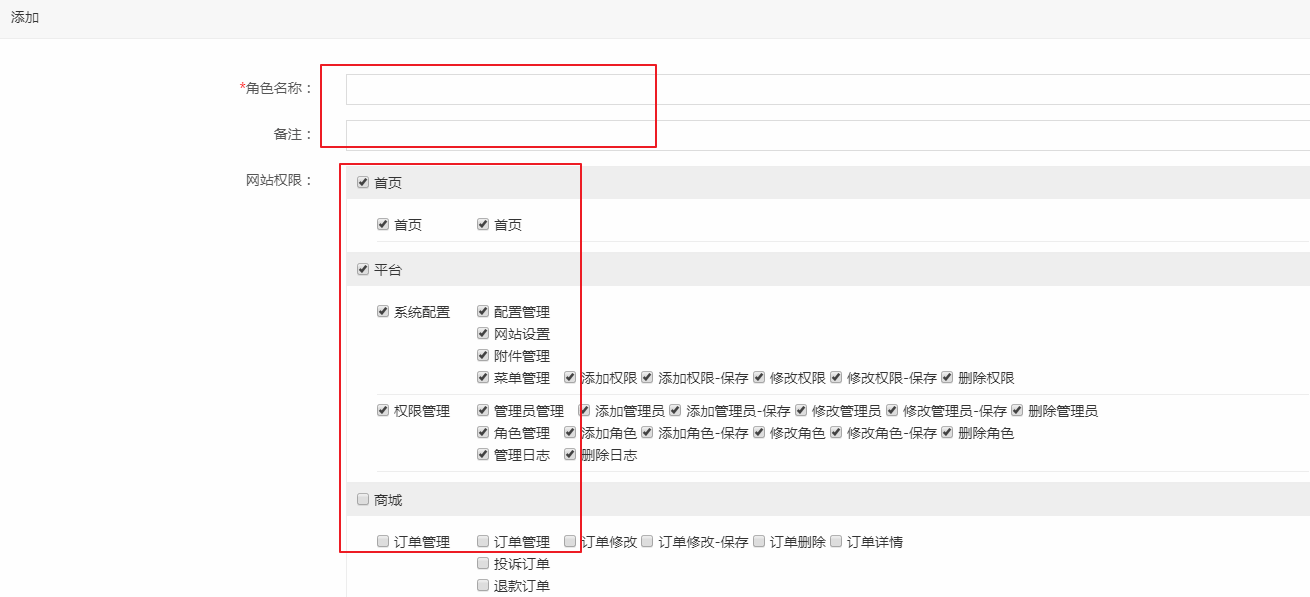 添加
*角色名称：
备注：
网站权限： 首页
首页 首页
平台
系统配置 配置管理
网站设置
附件管理
菜单管理 添加权限 添加权限-保存 修改权限 修改权限-保存 删除权限
权限管理 管理员管理 添加管理员 添加管理员-保存 修改管理员 修改管理员-保存 删除管理员
角色管理 添加角色 添加角色-保存 修改角色 修改角色-保存 删除角色
管理日志 删除日志
商城
订单管理 订单管理 订单修改 订单修改-保存 订单删除 订单详情
投诉订单
退款订单